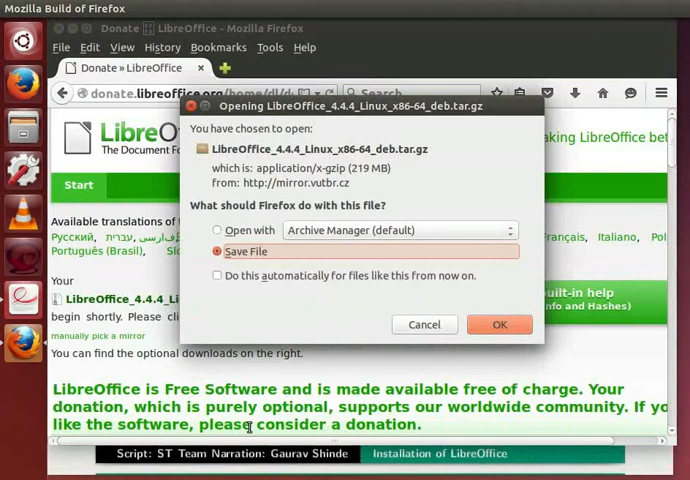 Mozilla Build of Firefox
Donate » LibreOffice - Mozilla Firefox
File Edit View History Bookmarks Tools Help
Donate » LibreOffice
donate.libreoffice.org/home/dl/d
Search
Opening LibreOffice_4.4.4_Linux_x86-64_deb.tar.gz
You have chosen to open:
LibreOffice_4.4.4_Linux_x86-64_deb.tar.gz
which is: application/x-gzip (219 MB)
from: http://mirror.vutbr.cz
What should Firefox do with this file?
Open with Archive Manager (default)
Save File
Do this automatically for files like this from now on.
Cancel OK
LibreO
The Document Fo
aking LibreOffice bet
Start
Available translations
Русский, עברית,
Français, Italiano, Pol
Português (Brasil), Slo
Your
LibreOffice_4.4.4_Li
begin shortly. Please cli
manually pick a mirror
You can find the optional downloads on the right.
uilt-in help
nfo and Hashes)
LibreOffice is Free Software and is made available free of charge. Your
donation, which is purely optional, supports our worldwide community. If yo
like the software, please consider a donation.
Script: ST Team Narration: Gaurav Shinde Installation of LibreOffice